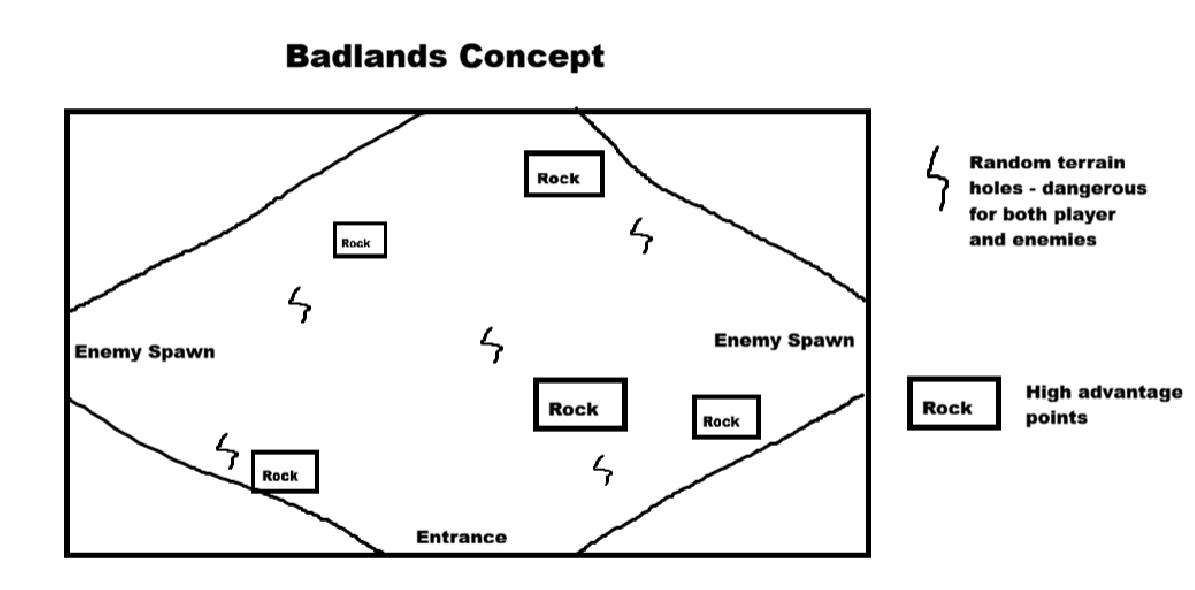 Badlands Concept
Rock
Rock
Enemy Spawn
Enemy Spawn
Rock
Rock
Rock
Entrance
Random terrain
holes - dangerous
for both player
and enemies
Rock
High advantage
points